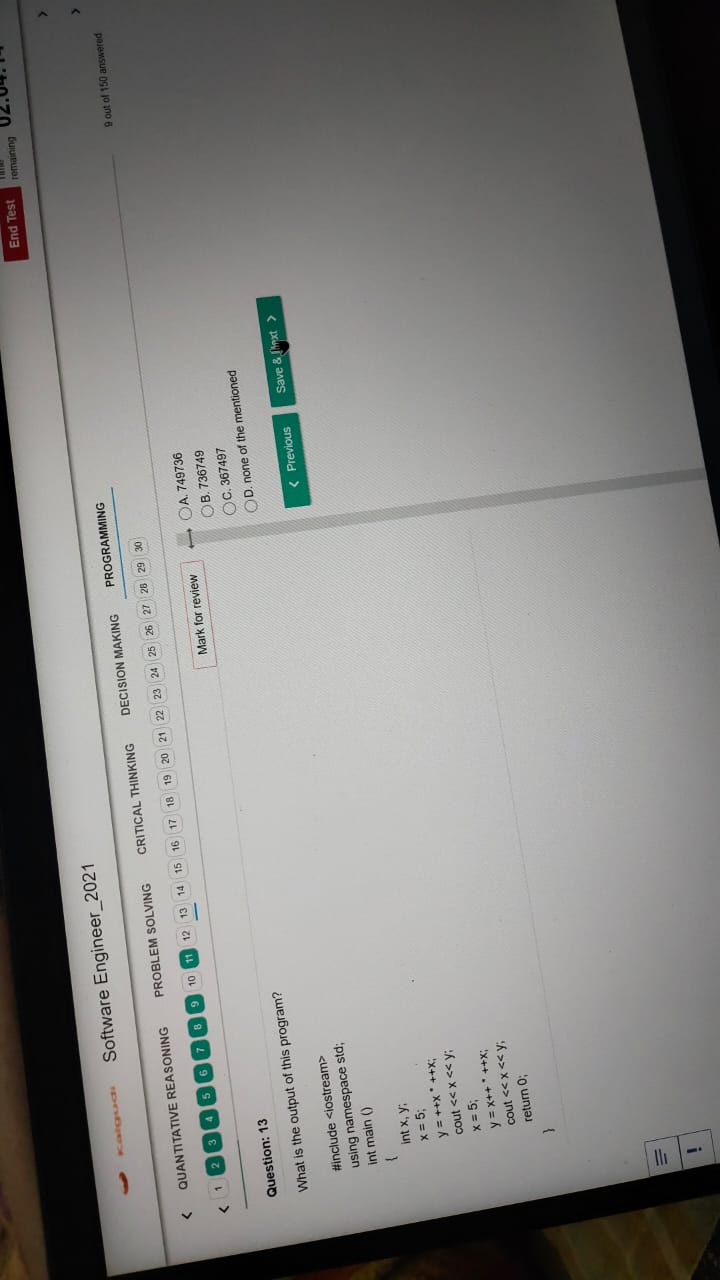 End Test
remaining
kalgudi
Software Engineer_2021
9 out of 150 answered
QUANTITATIVE REASONING PROBLEM SOLVING CRITICAL THINKING DECISION MAKING PROGRAMMING
1 2 3 4 5 6 7 8 9 10 11 12 13 14 15 16 17 18 19 20 21 22 23 24 25 26 27 28 29 30
Mark for review
Question: 13
What is the output of this program?
#include <iostream>
using namespace std;
int main ()
{
int x, y;
x = 5;
y = ++x * ++x;
cout << x << y;
x = 5;
y = x++ * ++x;
cout << x << y;
return 0;
}
A. 749736
B. 736749
C. 367497
D. none of the mentioned
Previous
Save & Next